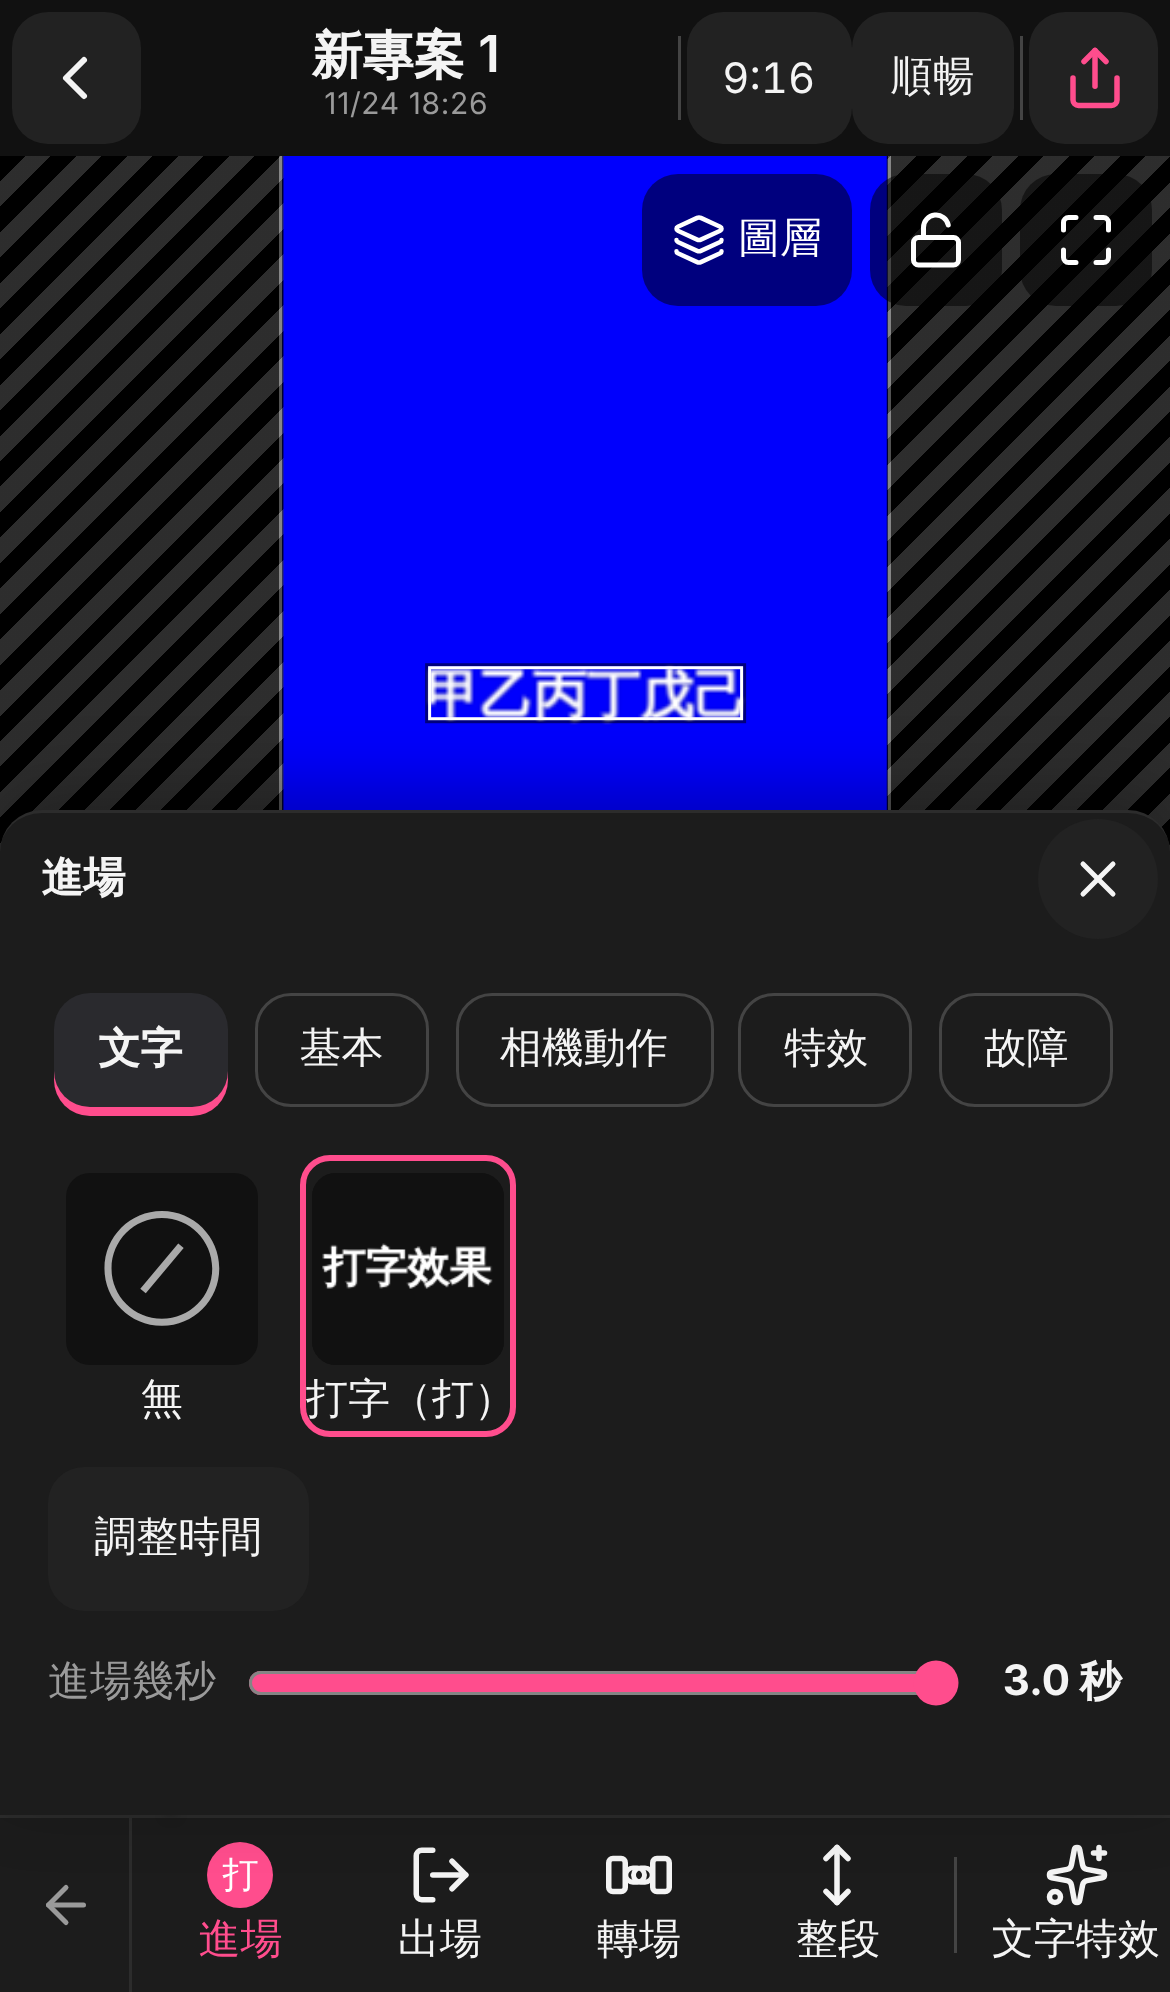 新專案 1
11/24 18:26
9:16
順暢
圖層
甲乙丙丁戊己
進場
文字
基本
相機動作
特效
故障
打字效果
無
打字（打）
調整時間
進場幾秒
3.0 秒
打
進場
出場
轉場
整段
文字特效